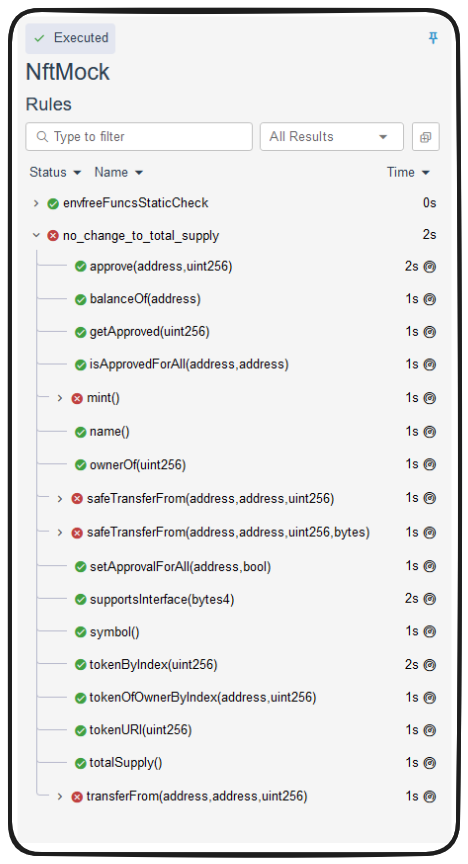 Executed
NftMock
Rules
Type to filter All Results
Status Name Time
envfreeFuncsStaticCheck 0s
no_change_to_total_supply 2s
approve(address,uint256) 2s
balanceOf(address) 1s
getApproved(uint256) 1s
isApprovedForAll(address,address) 1s
mint() 1s
name() 1s
ownerOf(uint256) 1s
safeTransferFrom(address,address,uint256) 1s
safeTransferFrom(address,address,uint256,bytes) 1s
setApprovalForAll(address,bool) 1s
supportsInterface(bytes4) 2s
symbol() 1s
tokenByIndex(uint256) 2s
tokenOfOwnerByIndex(address,uint256) 1s
tokenURI(uint256) 1s
totalSupply() 1s
transferFrom(address,address,uint256) 1s